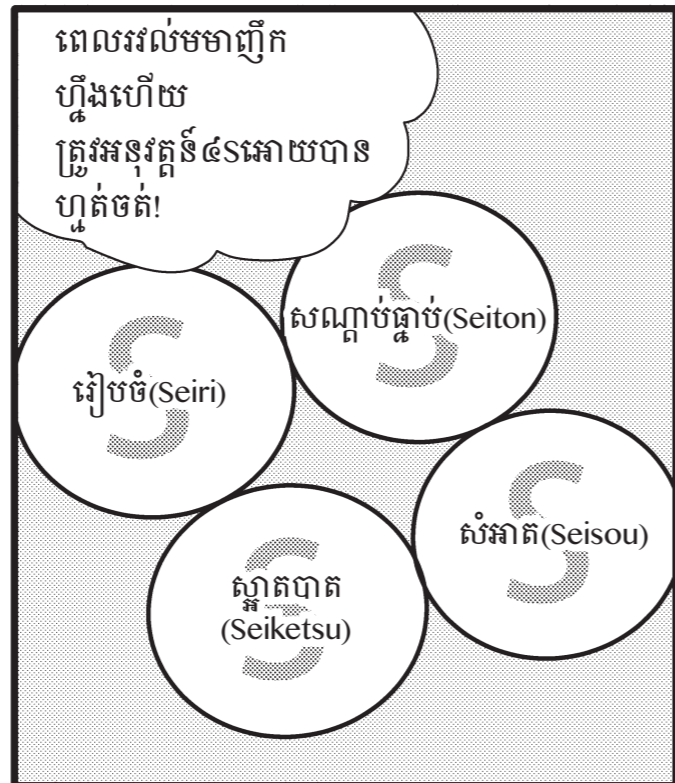 ពេលរវល់មមាញឹក
ហ្នឹងហើយ
ត្រូវអនុវត្តន៍៤Sអោយបាន
ហ្មត់ចត់!
សណ្តាប់ធ្នាប់(Seiton)
រៀបចំ(Seiri)
សំអាត(Seisou)
ស្អាតបាត
(Seiketsu)
S
S
S
S